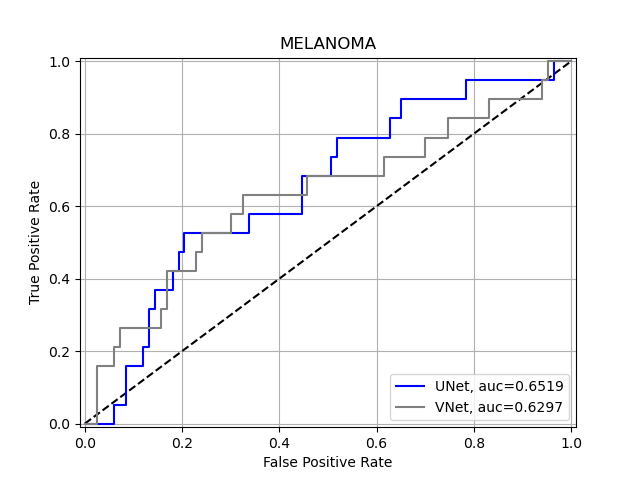 MELANOMA
True Positive Rate
1.0
0.8
0.6
0.4
0.2
0.0
0.0 0.2 0.4 0.6 0.8 1.0
False Positive Rate
UNet, auc=0.6519
VNet, auc=0.6297